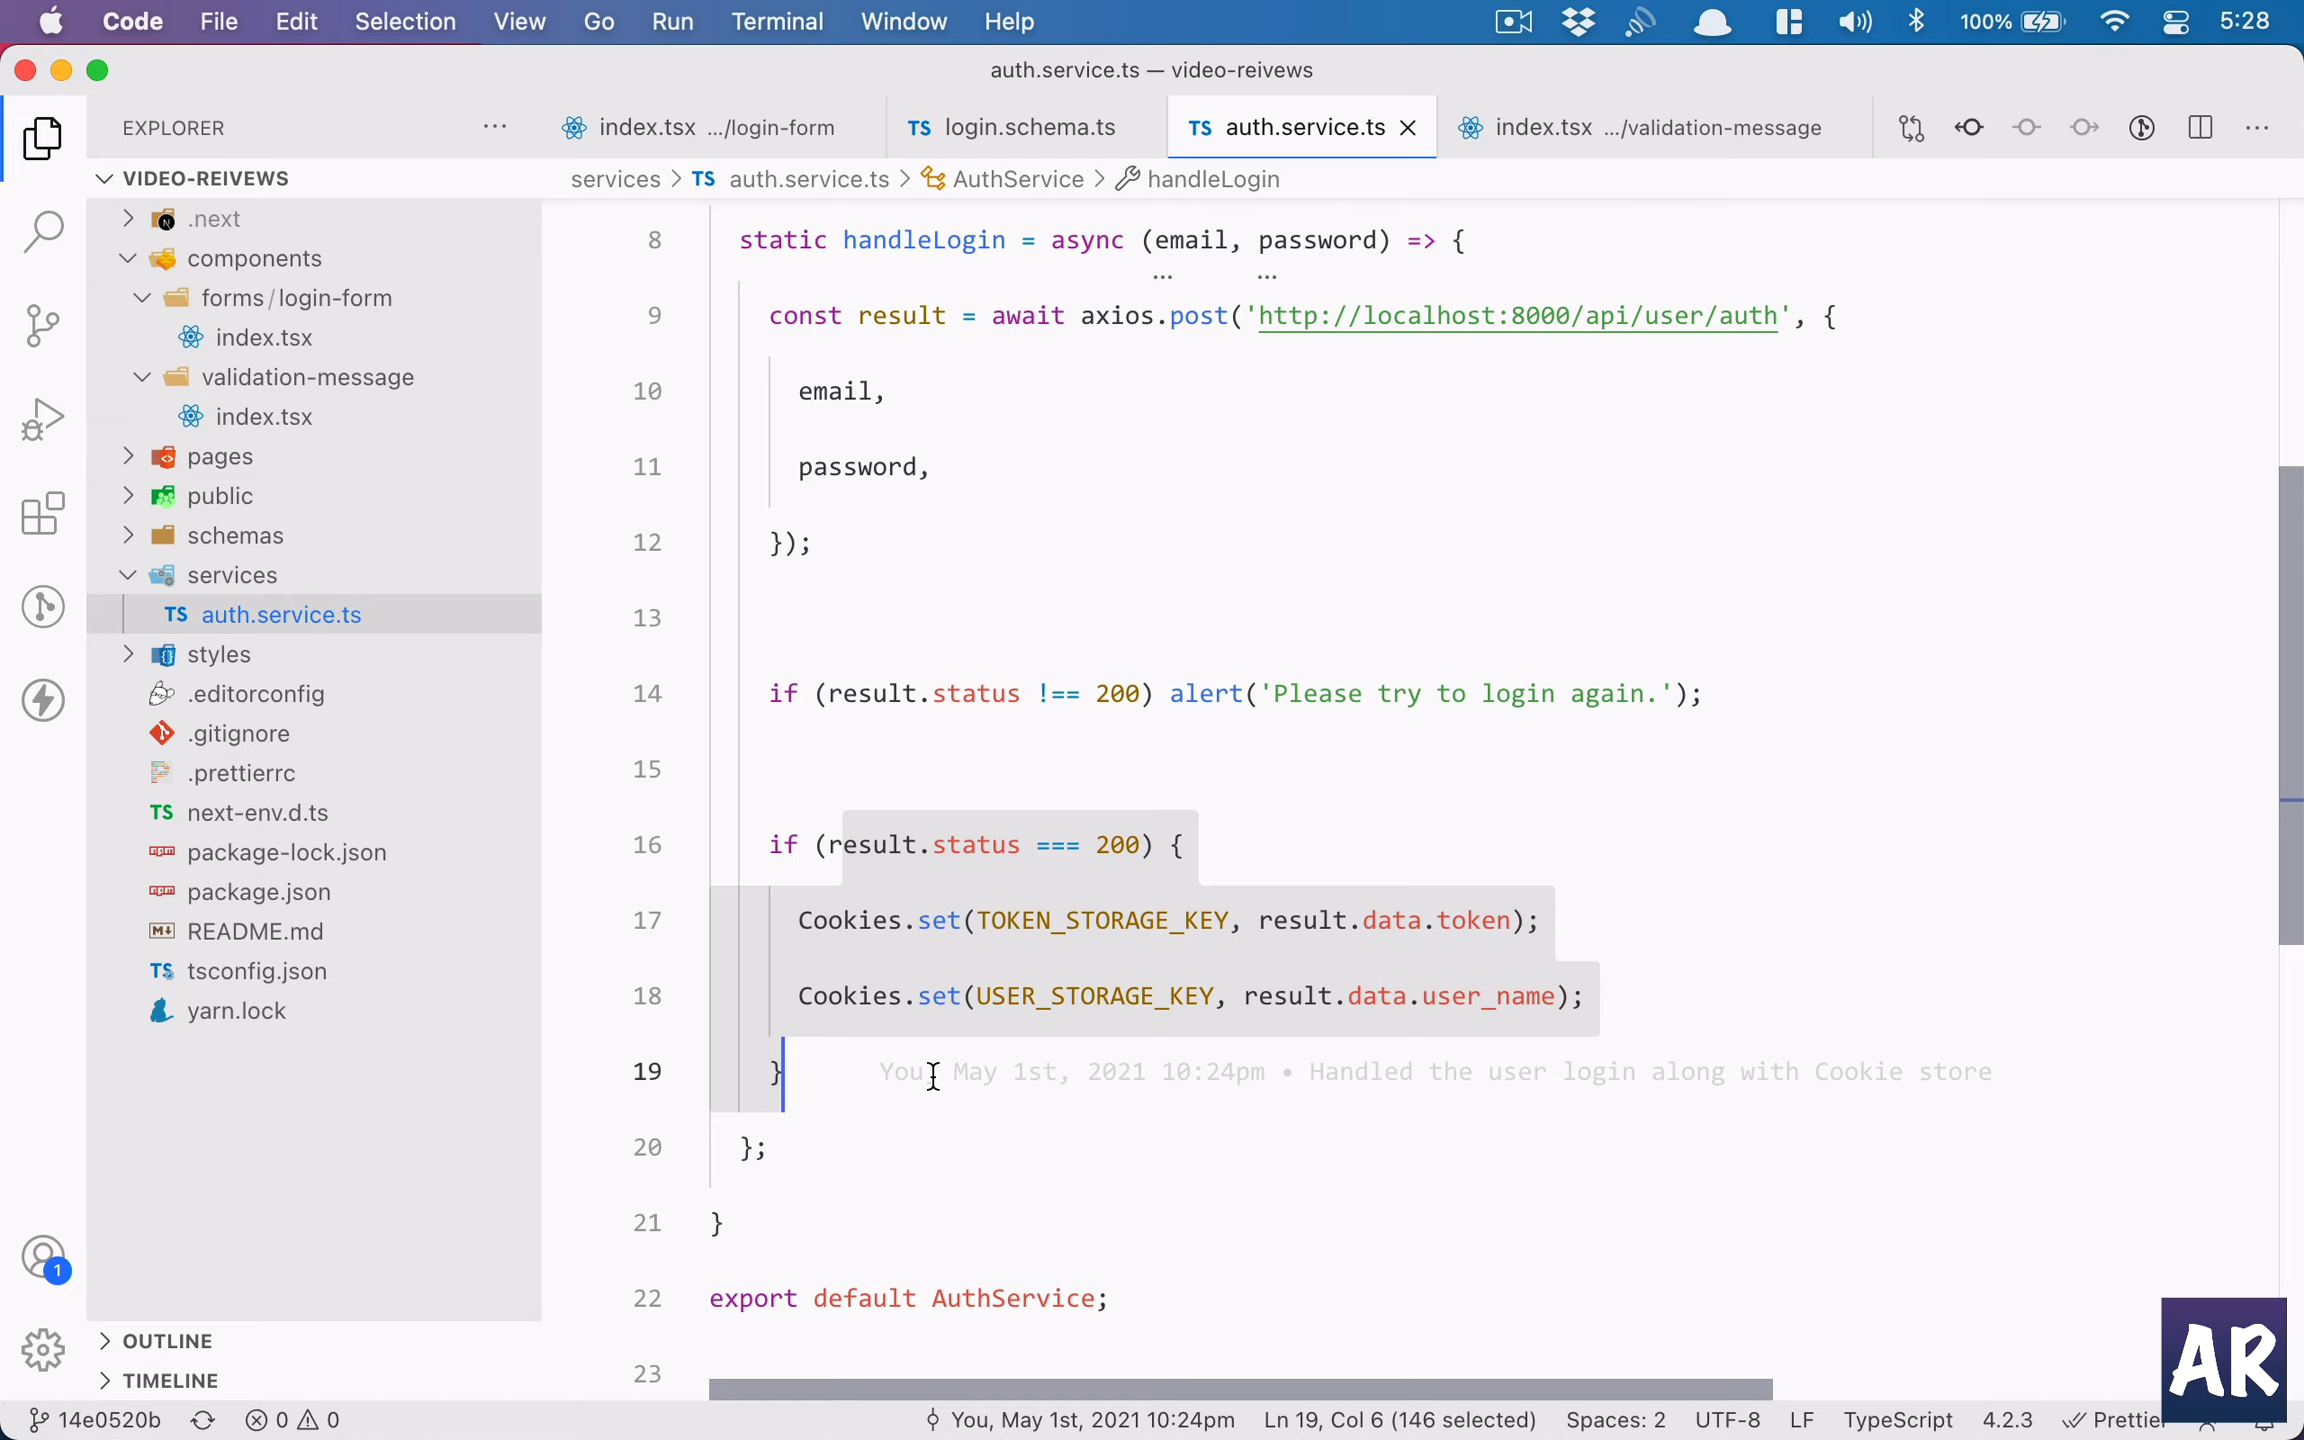 Code File Edit Selection View Go Run Terminal Window Help 100% 5:28
auth.service.ts — video-reivews
EXPLORER
index.tsx .../login-form
TS login.schema.ts
TS auth.service.ts
index.tsx .../validation-message
VIDEO-REIVEWS
services > TS auth.service.ts > AuthService > handleLogin
.next
components
forms/login-form
index.tsx
validation-message
index.tsx
pages
public
schemas
services
TS auth.service.ts
styles
.editorconfig
.gitignore
.prettierrc
TS next-env.d.ts
package-lock.json
package.json
README.md
TS tsconfig.json
yarn.lock
OUTLINE
TIMELINE
1
8 static handleLogin = async (email, password) => {
9 const result = await axios.post('http://localhost:8000/api/user/auth', {
10 email,
11 password,
12 });
13
14 if (result.status !== 200) alert('Please try to login again.');
15
16 if (result.status === 200) {
17 Cookies.set(TOKEN_STORAGE_KEY, result.data.token);
18 Cookies.set(USER_STORAGE_KEY, result.data.user_name);
19 } You, May 1st, 2021 10:24pm • Handled the user login along with Cookie store
20 };
21 }
22 export default AuthService;
23
AR
14e0520b 0 0 You, May 1st, 2021 10:24pm Ln 19, Col 6 (146 selected) Spaces: 2 UTF-8 LF TypeScript 4.2.3 Prettier